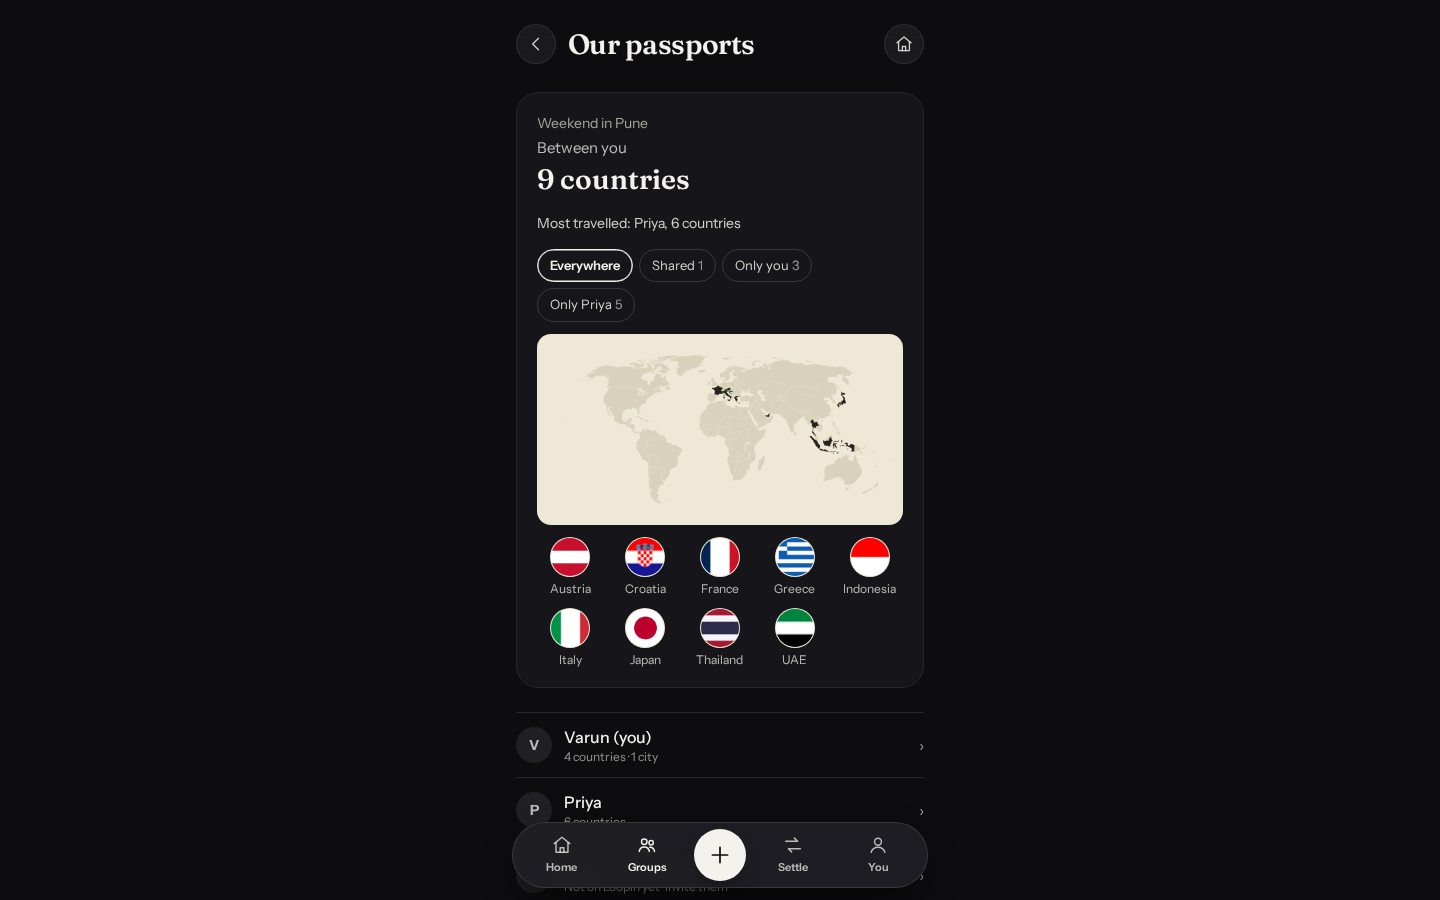 Our passports
Weekend in Pune
Between you
9 countries
Most travelled: Priya, 6 countries
Everywhere
Shared 1
Only you 3
Only Priya 5
Austria
Croatia
France
Greece
Indonesia
Italy
Japan
Thailand
UAE
V
Varun (you)
4 countries · 1 city
›
P
Priya
6 countries
›
Home
Groups
Settle
You